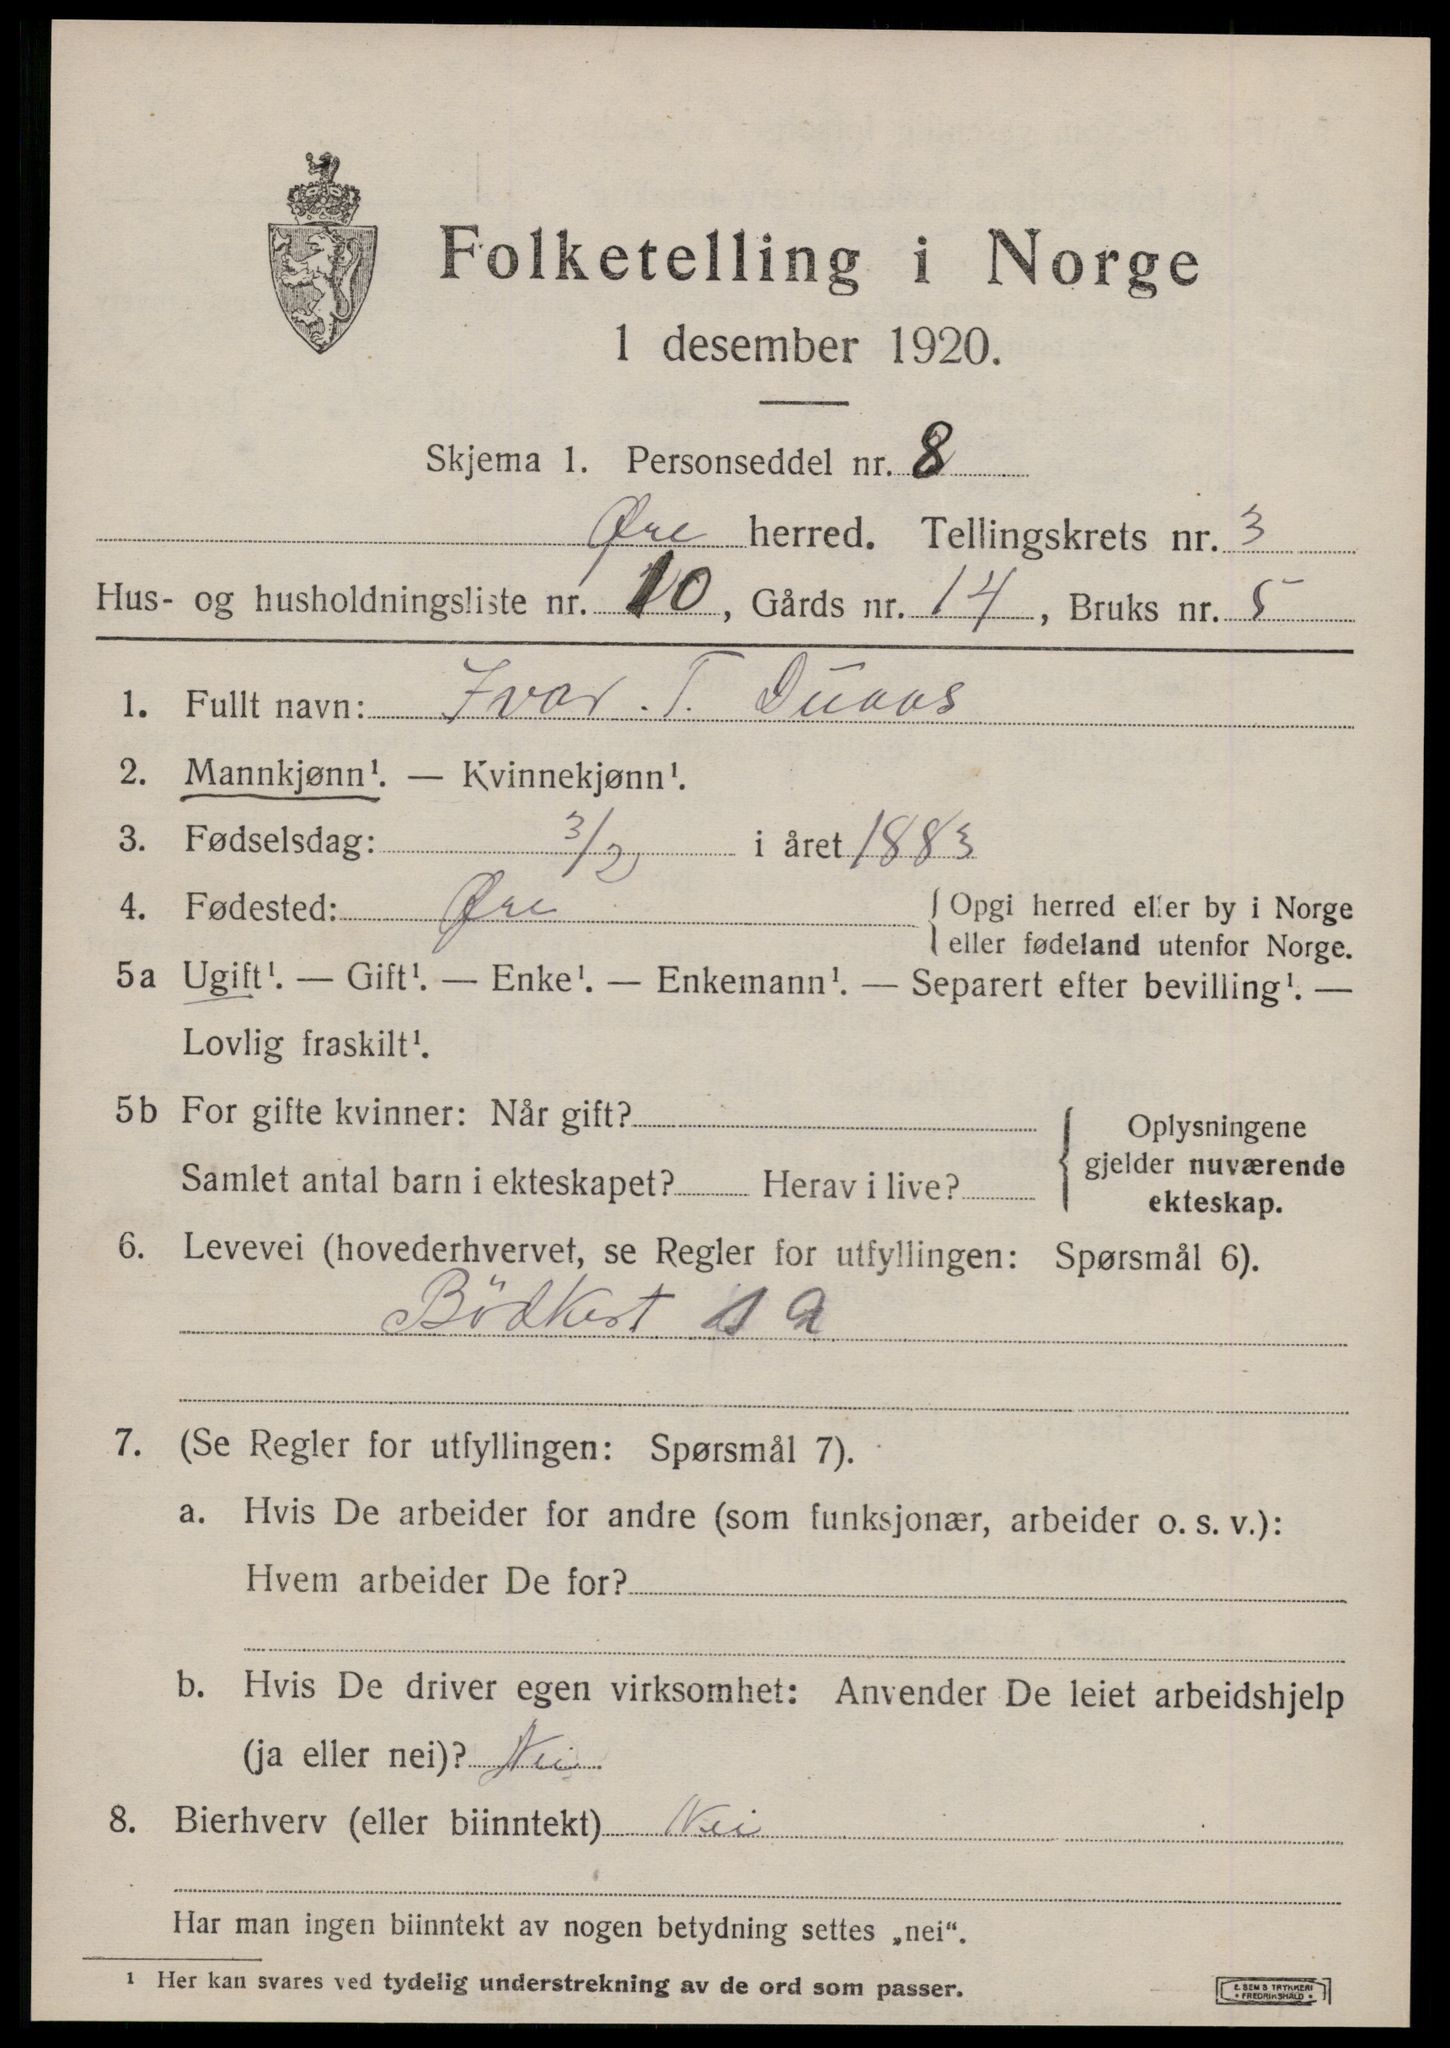 Folketelling i Norge
1 desember 1920.
Skjema 1. Personseddel nr. 8
Øre herred. Tellingskrets nr. 3
Hus- og husholdningsliste nr. 10, Gårds nr. 14, Bruks nr. 5
1. Fullt navn: Ivar. T. Duaas
2. Mannkjønn¹. — Kvinnekjønn¹.
3. Fødselsdag: 3/2 i året 1883
4. Fødested: Øre { Opgi herred eller by i Norge
eller fødeland utenfor Norge.
5a Ugift¹. — Gift¹. — Enke¹. — Enkemann¹. — Separert efter bevilling¹. —
Lovlig fraskilt¹.
5b For gifte kvinner: Når gift?
Samlet antal barn i ekteskapet? Herav i live?
{ Oplysningene
gjelder nuværende
ekteskap.
6. Levevei (hovederhvervet, se Regler for utfyllingen: Spørsmål 6).
Bödker s a
7. (Se Regler for utfyllingen: Spørsmål 7).
a. Hvis De arbeider for andre (som funksjonær, arbeider o. s. v.):
Hvem arbeider De for?
b. Hvis De driver egen virksomhet: Anvender De leiet arbeidshjelp
(ja eller nei)? Nei.
8. Bierhverv (eller biinntekt) Nei
Har man ingen biinntekt av nogen betydning settes „nei“.
¹ Her kan svares ved tydelig understrekning av de ord som passer.
E. SEM'S TRYKKERI
• FREDRIKSHALD •